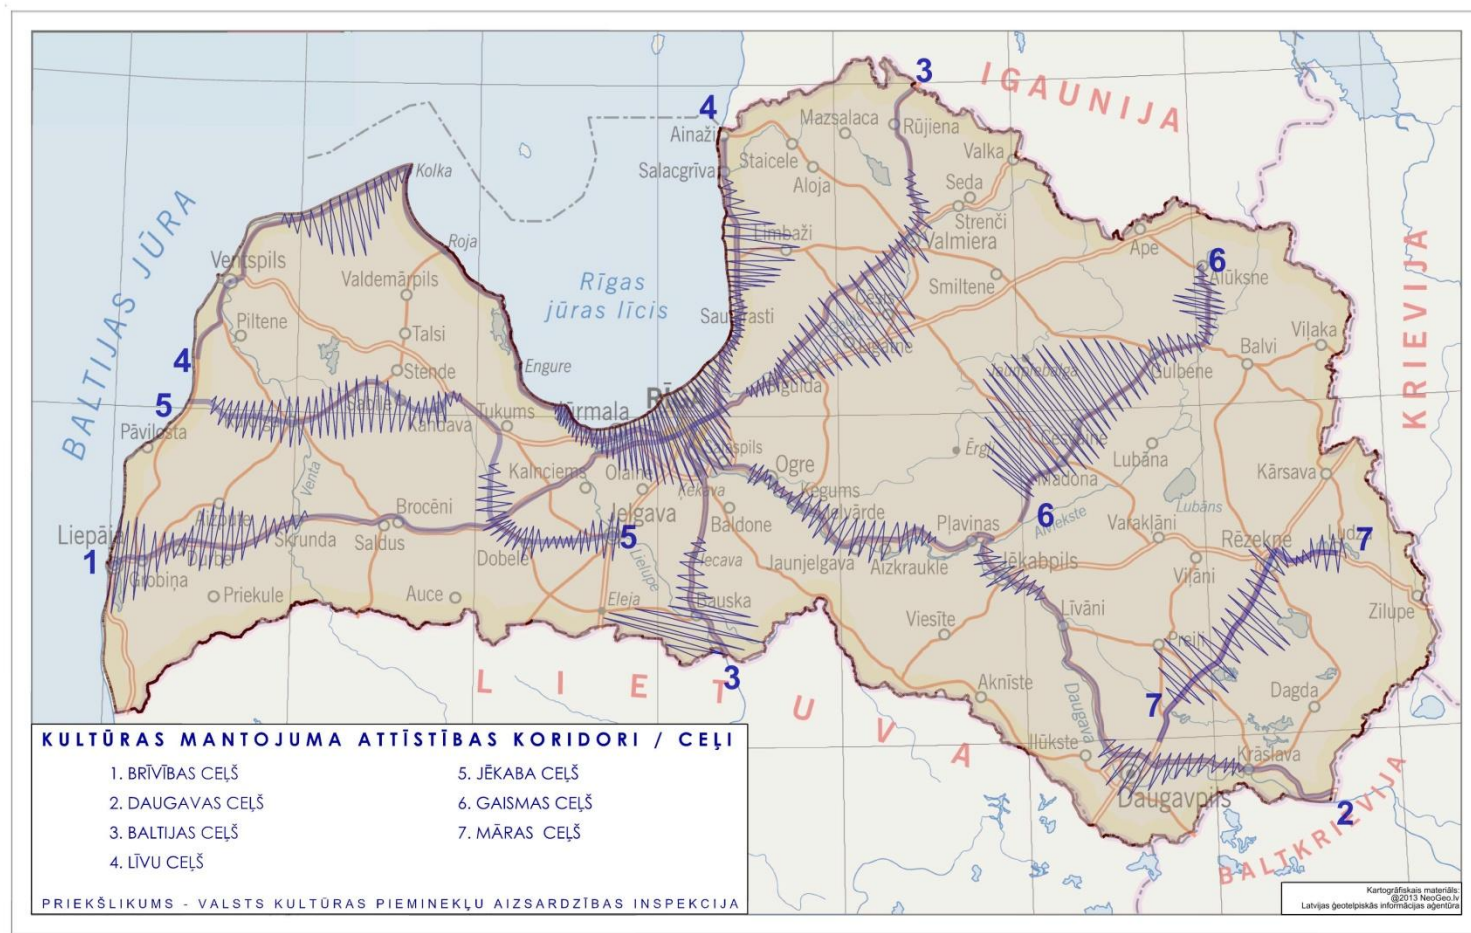 3
IGAUNIJA
4
Ainaži
Mazsalaca
Rūjiena
Staicele
Valka
Kolka
Salacgrīva
Aloja
Seda
Strenči
BALTIJAS JŪRA
Roja
Limbaži
Valmiera
Ape
KRIEVIJA
Ventspils
Rīgas
jūras līcis
6
Alūksne
Valdemārpils
Smiltene
Cēsis
Piltene
Talsi
Saulkrasti
Līgatne
Viļaka
Balvi
4
Stende
Engure
Jaunpiebalga
Gulbene
Sigulda
RĪGA
5
Sabile
Kandava
Tukums
Jūrmala
Kuldīga
Pāvilosta
Cesvaine
Ērgļi
Lubāna
Salaspils
Kalnciems
Olaine
Ogre
Madona
Kārsava
Venta
Ķekava
Ķegums
Lubāns
Aizpute
Brocēni
Jelgava
Baldone
Lielvārde
Pļaviņas
6
Aiviekste
Varakļāni
Rēzekne
Ludza
7
Liepāja
Skrunda
Saldus
5
1
Durbe
Dobele
Grobiņa
Lielupe
Iecava
Jaunjelgava
Aizkraukle
Jēkabpils
Viļāni
Priekule
Auce
Eleja
Bauska
Viesīte
Līvāni
Zilupe
Preiļi
3
LIETUVA
Aknīste
Daugava
7
Dagda
Ilūkste
Krāslava
Daugavpils
2
BALTKRIEVIJA
KULTŪRAS MANTOJUMA ATTĪSTĪBAS KORIDORI / CEĻI
1. BRĪVĪBAS CEĻŠ
2. DAUGAVAS CEĻŠ
3. BALTIJAS CEĻŠ
4. LĪVU CEĻŠ
5. JĒKABA CEĻŠ
6. GAISMAS CEĻŠ
7. MĀRAS CEĻŠ
PRIEKŠLIKUMS - VALSTS KULTŪRAS PIEMINEKĻU AIZSARDZĪBAS INSPEKCIJA
Kartogrāfiskais materiāls:
@2013 NeoGeo.lv
Latvijas ģeotelpiskās informācijas aģentūra